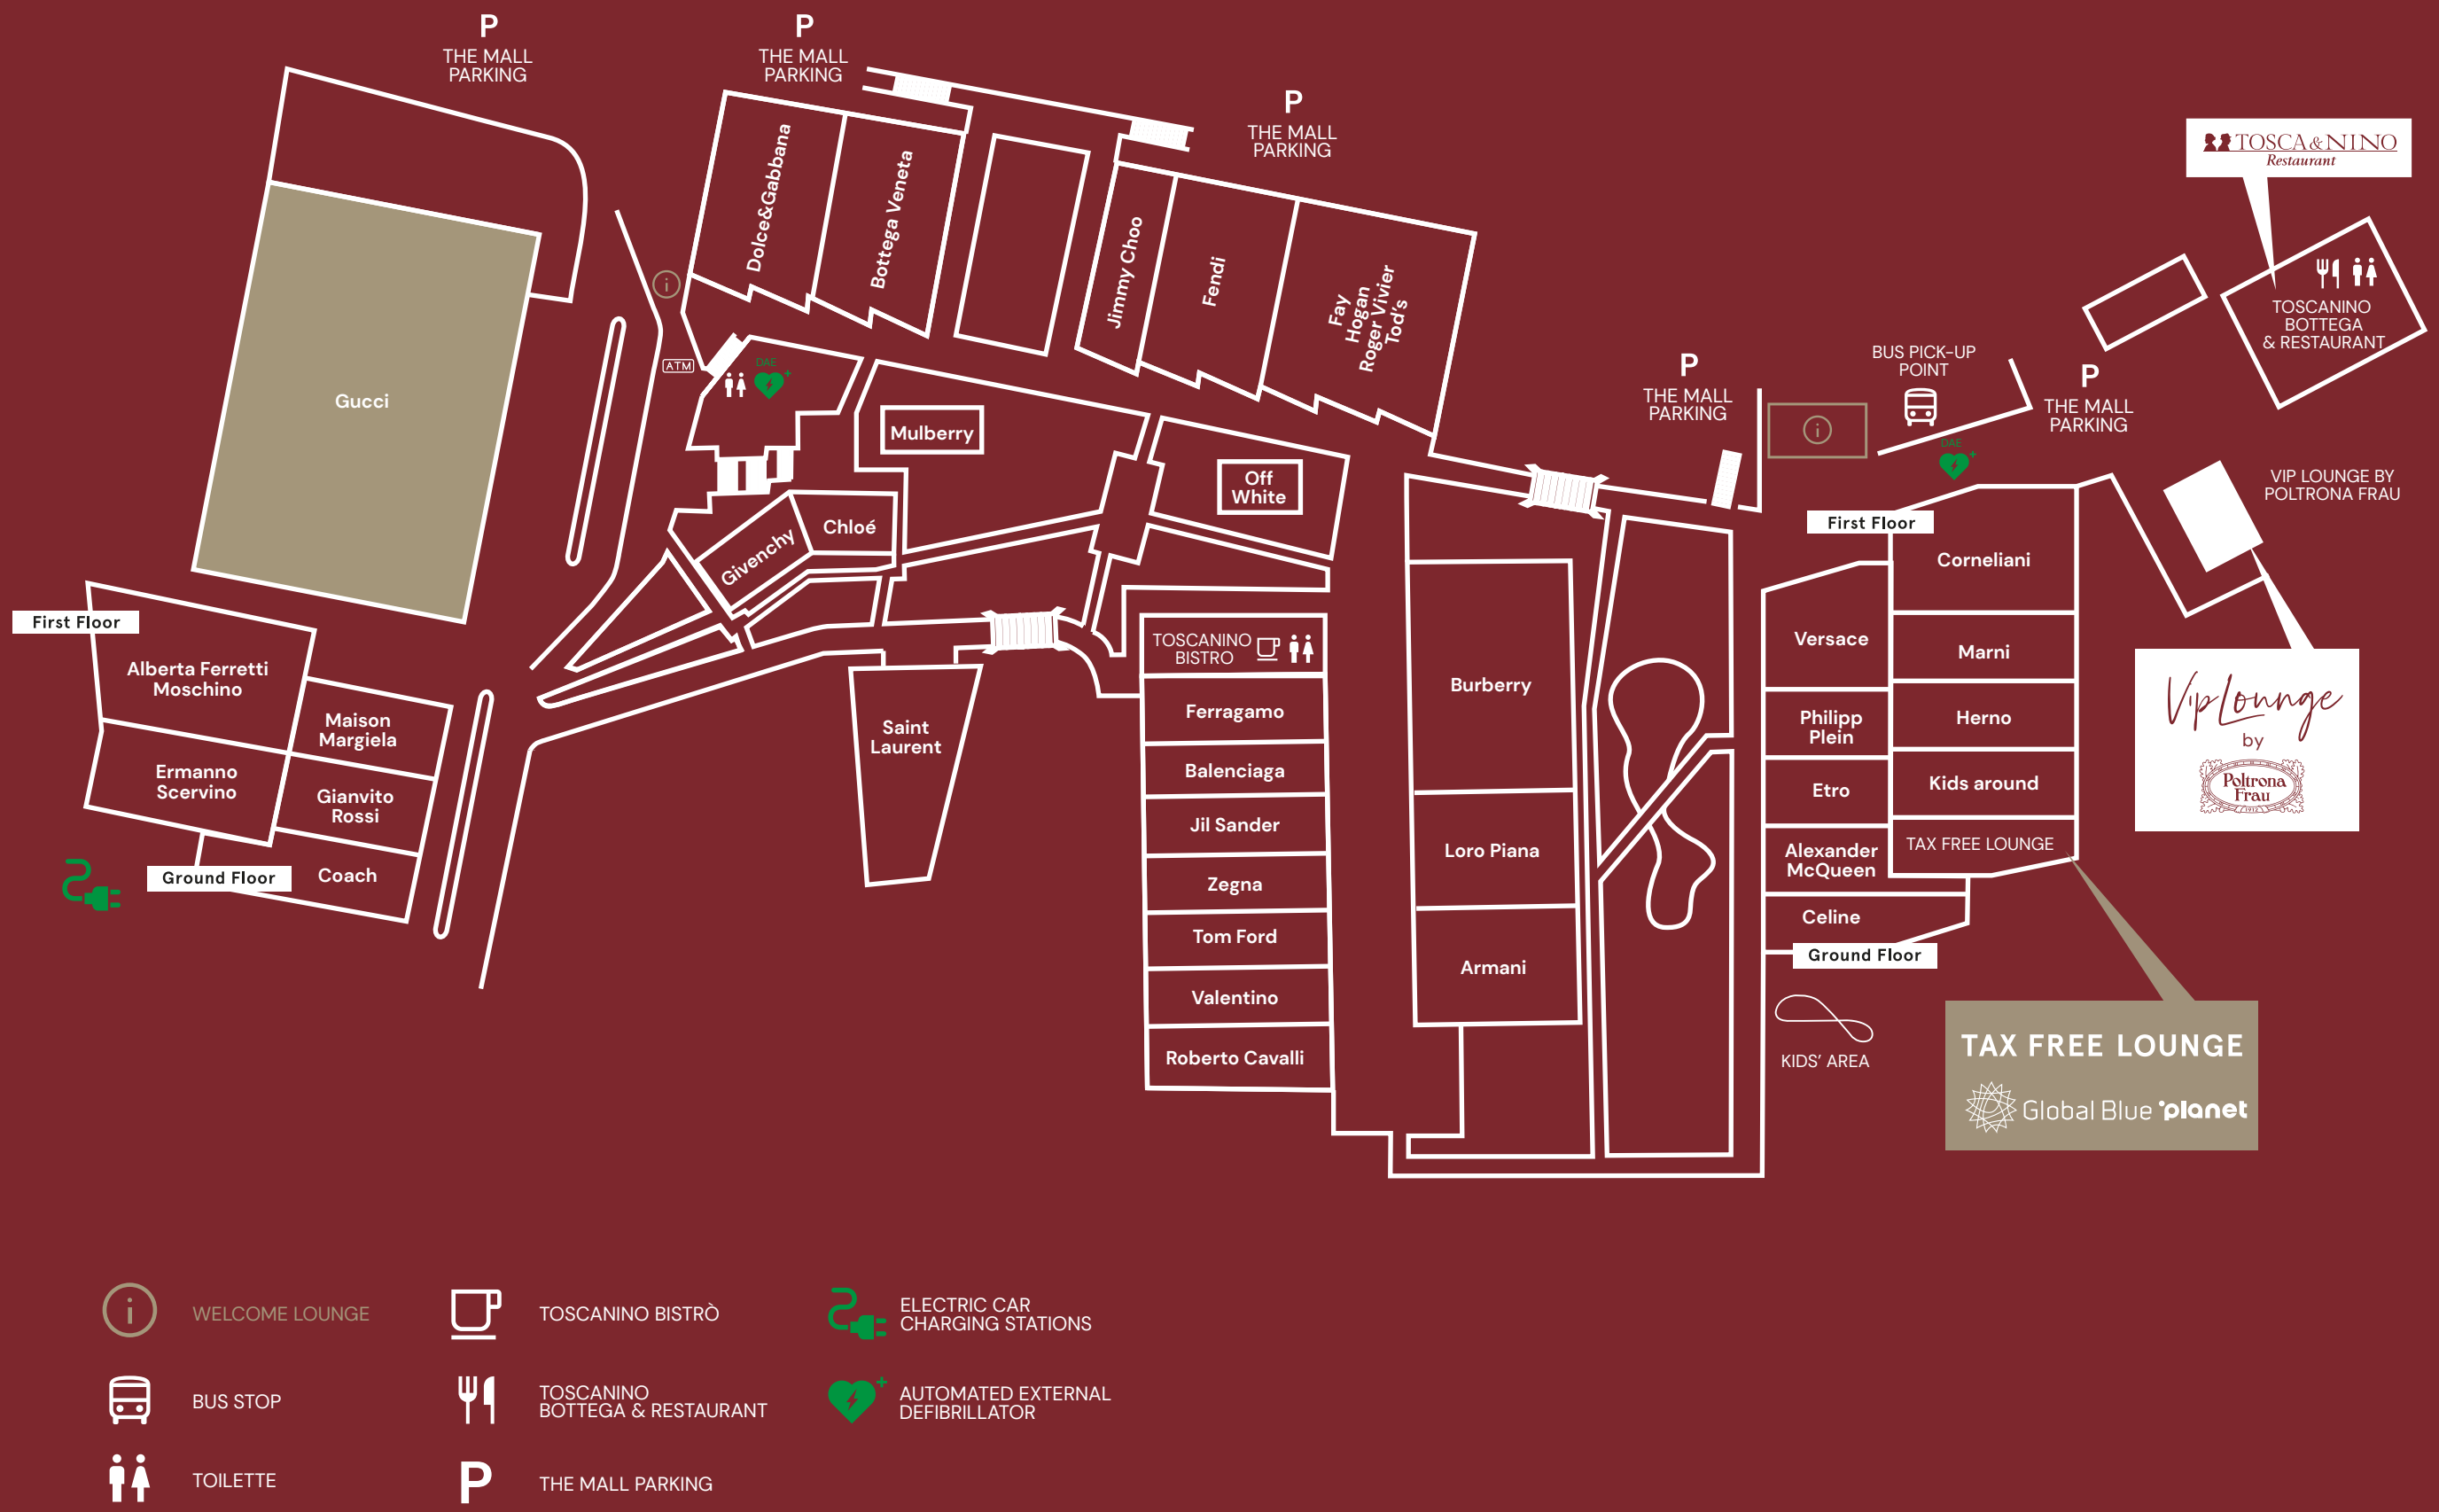 P
THE MALL
PARKING
P
THE MALL
PARKING
P
THE MALL
PARKING
TOSCA&NINO
Restaurant
Dolce&Gabbana
Bottega Veneta
Jimmy Choo
Fendi
Fay
Hogan
Roger Vivier
Tod's
i
ATM
DAE
Gucci
Mulberry
Off
White
Chloé
Givenchy
P
THE MALL
PARKING
i
BUS PICK-UP
POINT
DAE
P
THE MALL
PARKING
TOSCANINO
BOTTEGA
& RESTAURANT
VIP LOUNGE BY
POLTRONA FRAU
First Floor
Alberta Ferretti
Moschino
Maison
Margiela
Ermanno
Scervino
Gianvito
Rossi
Ground Floor
Coach
Saint
Laurent
TOSCANINO
BISTRO
Ferragamo
Balenciaga
Jil Sander
Zegna
Tom Ford
Valentino
Roberto Cavalli
Burberry
Loro Piana
Armani
First Floor
Corneliani
Versace
Marni
Philipp
Plein
Herno
Etro
Kids around
Alexander
McQueen
TAX FREE LOUNGE
Celine
Ground Floor
KIDS' AREA
Vip Lounge
by
Poltrona
Frau
TAX FREE LOUNGE
Global Blue planet
i
WELCOME LOUNGE
TOSCANINO BISTRÒ
ELECTRIC CAR
CHARGING STATIONS
BUS STOP
TOSCANINO
BOTTEGA & RESTAURANT
AUTOMATED EXTERNAL
DEFIBRILLATOR
TOILETTE
P
THE MALL PARKING